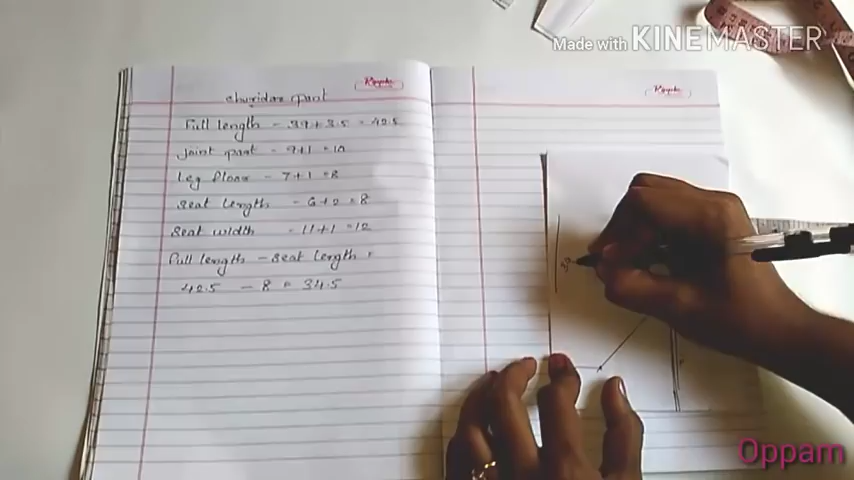 Made with KINEMASTER
churidar pant
Full length - 39+3.5 = 42.5
Joint part - 9+1 = 10
Leg - 7+1 = 8
Seat length - 6+2 = 8
Seat width - 11+1 = 12
Full length - seat length =
42.5 - 8 = 34.5
Oppam